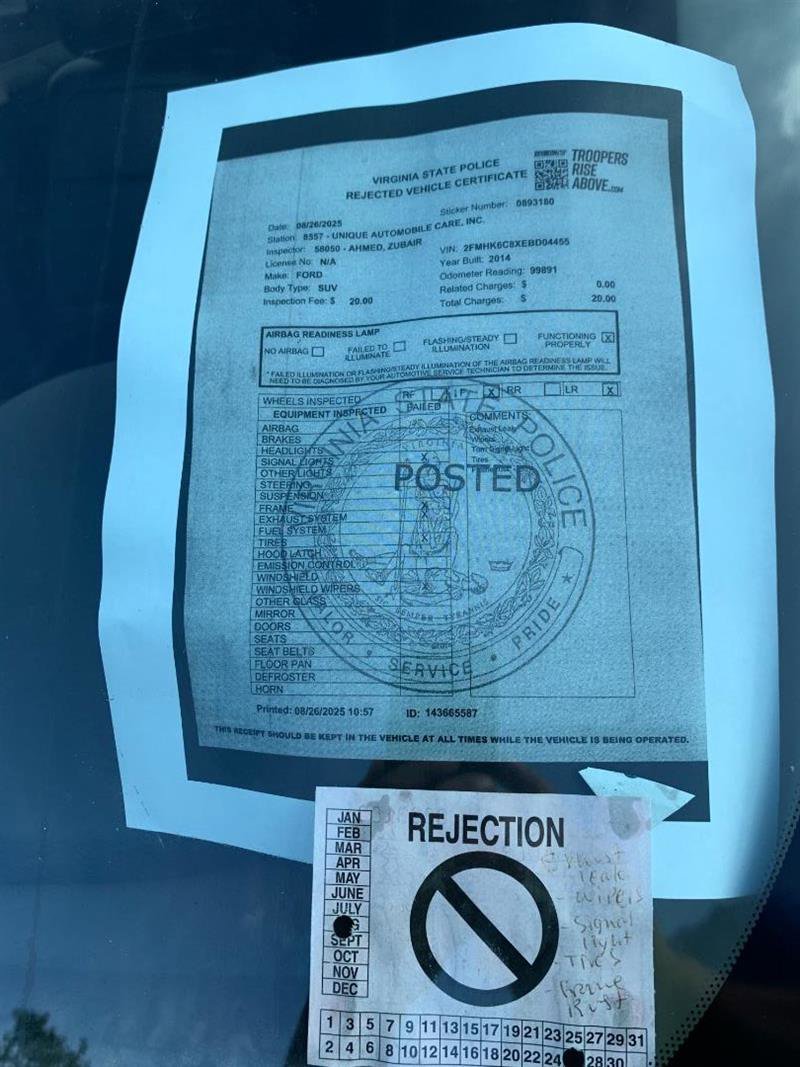 VIRGINIA STATE POLICE
REJECTED VEHICLE CERTIFICATE
TROOPERS
RISE
ABOVE.COM
Sticker Number: 0893180
Date: 08/26/2025
Station: 8557 - UNIQUE AUTOMOBILE CARE, INC.
Inspector: 58050 - AHMED, ZUBAIR
VIN: 2FMHK6C8XEBD04455
License No: N/A
Year Built: 2014
Make: FORD
Odometer Reading: 99891
Body Type: SUV
Related Charges: $ 0.00
Inspection Fee: $ 20.00
Total Charges: $ 20.00
AIRBAG READINESS LAMP
NO AIRBAG
FAILED TO ILLUMINATE
FLASHING/STEADY ILLUMINATION
FUNCTIONING PROPERLY X
* FAILED ILLUMINATION OR FLASHING/STEADY ILLUMINATION OF THE AIRBAG READINESS LAMP WILL
NEED TO BE DIAGNOSED BY YOUR AUTOMOTIVE SERVICE TECHNICIAN TO DETERMINE THE ISSUE.
WHEELS INSPECTED RF X RR LR X
EQUIPMENT INSPECTED FAILED COMMENTS
AIRBAG Exhaust Leak
BRAKES Wipers
HEADLIGHTS Turn Signal Light
SIGNAL LIGHTS X Tires
OTHER LIGHTS
STEERING
SUSPENSION
FRAME X
EXHAUST SYSTEM X
FUEL SYSTEM
TIRES X
HOOD LATCH
EMISSION CONTROL
WINDSHIELD
WINDSHIELD WIPERS X
OTHER GLASS
MIRROR
DOORS
SEATS
SEAT BELTS
FLOOR PAN
DEFROSTER
HORN
POSTED
VIRGINIA STATE POLICE
VIRGINIA
SIC SEMPER TYRANNIS
VALOR • SERVICE • PRIDE
Printed: 08/26/2025 10:57 ID: 143665587
THIS RECEIPT SHOULD BE KEPT IN THE VEHICLE AT ALL TIMES WHILE THE VEHICLE IS BEING OPERATED.
REJECTION
JAN
FEB
MAR
APR
MAY
JUNE
JULY
SEPT
OCT
NOV
DEC
Exhaust
leak
- wipers
- Signal
light
- Tires
- Frame
Rust
1 3 5 7 9 11 13 15 17 19 21 23 25 27 29 31
2 4 6 8 10 12 14 16 18 20 22 24 28 30